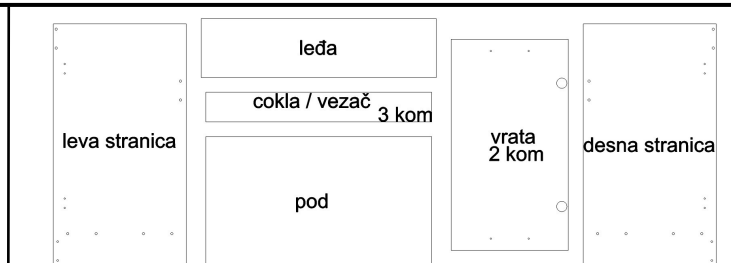 leđa
cokla / vezač
3 kom
leva stranica
vrata
2 kom
desna stranica
pod